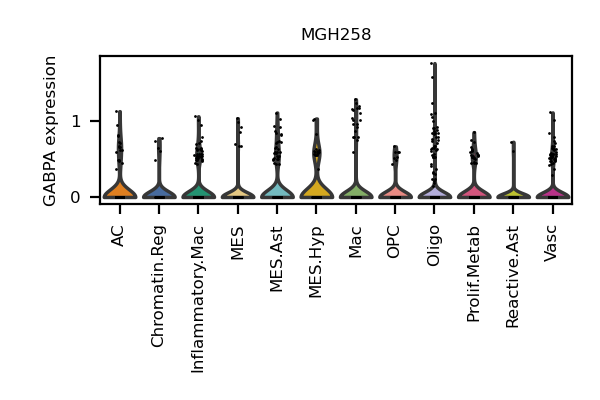 MGH258
GABPA expression
1
0
AC
Chromatin.Reg
Inflammatory.Mac
MES
MES.Ast
MES.Hyp
Mac
OPC
Oligo
Prolif.Metab
Reactive.Ast
Vasc